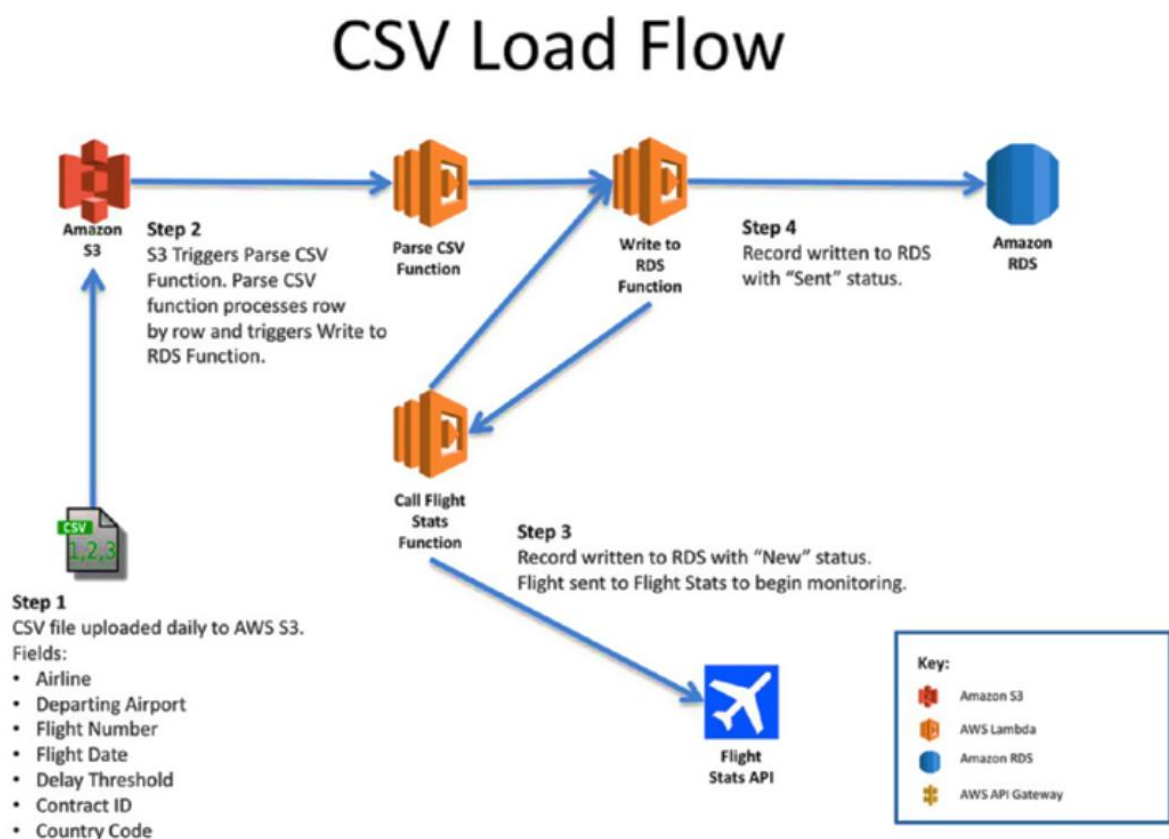 CSV Load Flow
Amazon
S3
Step 2
S3 Triggers Parse CSV
Function. Parse CSV
function processes row
by row and triggers Write to
RDS Function.
Parse CSV
Function
Write to
RDS
Function
Step 4
Record written to RDS
with “Sent” status.
Amazon
RDS
CSV
1,2,3
Call Flight
Stats
Function
Step 3
Record written to RDS with “New” status.
Flight sent to Flight Stats to begin monitoring.
Step 1
CSV file uploaded daily to AWS S3.
Fields:
• Airline
• Departing Airport
• Flight Number
• Flight Date
• Delay Threshold
• Contract ID
• Country Code
Flight
Stats API
Key:
Amazon S3
AWS Lambda
Amazon RDS
AWS API Gateway